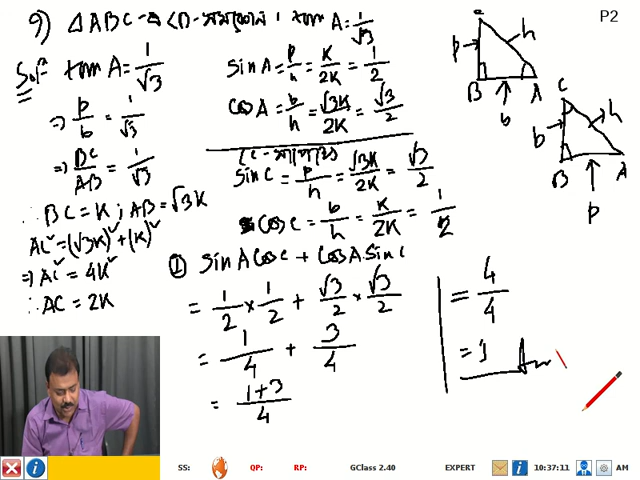 P2
9) △ABC-এ ∠B-সমকোণ। tan A = 1/√3
Solⁿ: tan A = 1/√3
⇒ p/b = 1/√3
⇒ BC/AB = 1/√3
∴ BC = K ; AB = √3K
AC² = (√3K)² + (K)²
⇒ AC² = 4K²
∴ AC = 2K
Sin A = p/h = K/2K = 1/2
Cos A = b/h = √3K/2K = √3/2
(C-সাপেক্ষে)
Sin C = p/h = √3K/2K = √3/2
Cos C = b/h = K/2K = 1/2
① Sin A Cos C + Cos A. Sin C
= 1/2 × 1/2 + √3/2 × √3/2
= 1/4 + 3/4
= 1+3/4
= 4/4
= 1 Ans
C
p h
B A
b
C
b h
B A
p
SS: QP: RP: GClass 2.40 EXPERT 10:37:11